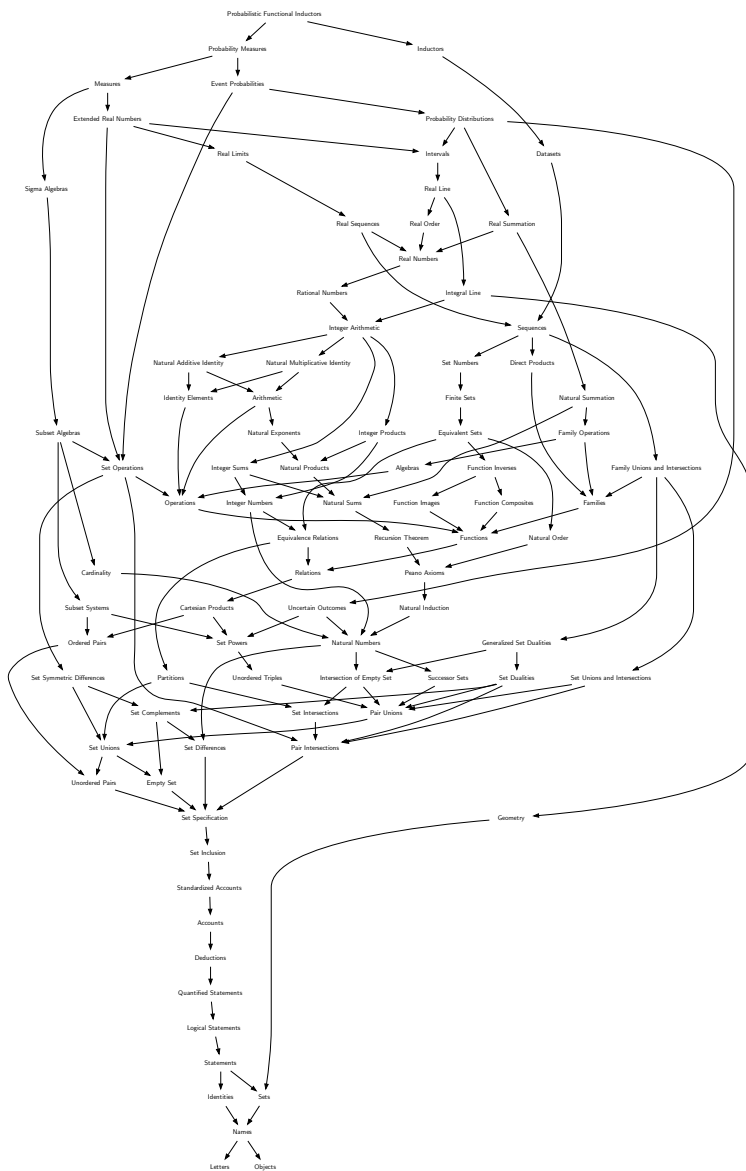 Probabilistic Functional Inductors
Probability Measures
Inductors
Measures
Event Probabilities
Extended Real Numbers
Probability Distributions
Real Limits
Intervals
Datasets
Sigma Algebras
Real Line
Real Sequences
Real Order
Real Summation
Real Numbers
Rational Numbers
Integral Line
Integer Arithmetic
Sequences
Natural Additive Identity
Natural Multiplicative Identity
Set Numbers
Direct Products
Identity Elements
Arithmetic
Finite Sets
Natural Summation
Subset Algebras
Natural Exponents
Integer Products
Equivalent Sets
Family Operations
Set Operations
Integer Sums
Natural Products
Algebras
Function Inverses
Family Unions and Intersections
Operations
Integer Numbers
Natural Sums
Function Images
Function Composites
Families
Equivalence Relations
Recursion Theorem
Functions
Natural Order
Cardinality
Relations
Peano Axioms
Subset Systems
Cartesian Products
Uncertain Outcomes
Natural Induction
Ordered Pairs
Set Powers
Natural Numbers
Generalized Set Dualities
Set Symmetric Differences
Partitions
Unordered Triples
Intersection of Empty Set
Successor Sets
Set Dualities
Set Unions and Intersections
Set Complements
Set Intersections
Pair Unions
Set Unions
Set Differences
Pair Intersections
Unordered Pairs
Empty Set
Set Specification
Geometry
Set Inclusion
Standardized Accounts
Accounts
Deductions
Quantified Statements
Logical Statements
Statements
Identities
Sets
Names
Letters
Objects